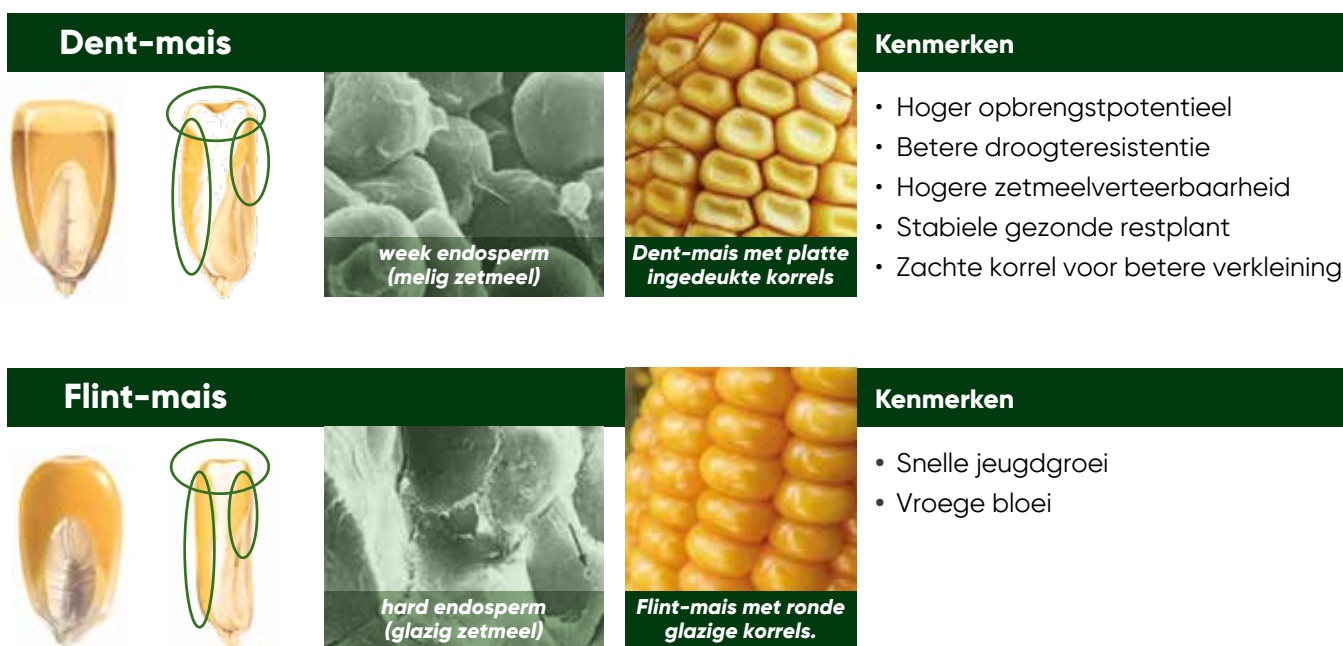 Dent-mais
Kenmerken
week endosperm
(melig zetmeel)
Dent-mais met platte
ingedeukte korrels
• Hoger opbrengstpotentieel
• Betere droogteresistentie
• Hogere zetmeelverteerbaarheid
• Stabiele gezonde restplant
• Zachte korrel voor betere verkleining
Flint-mais
Kenmerken
hard endosperm
(glazig zetmeel)
Flint-mais met ronde
glazige korrels.
• Snelle jeugdgroei
• Vroege bloei